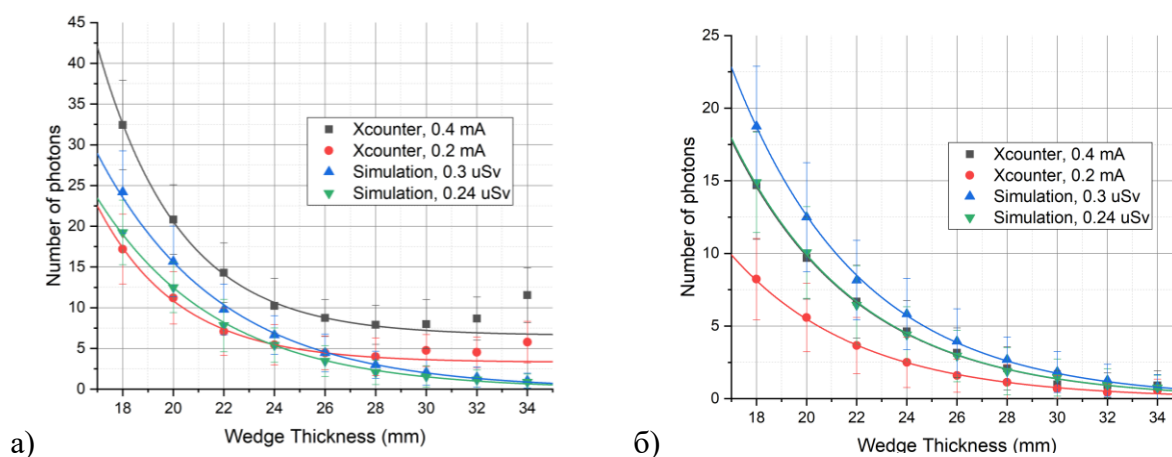 45
40
35
30
25
20
15
10
5
0
Number of photons
Xcounter, 0.4 mA
Xcounter, 0.2 mA
Simulation, 0.3 uSv
Simulation, 0.24 uSv
18 20 22 24 26 28 30 32 34
Wedge Thickness (mm)
а)
25
20
15
10
5
0
Number of photons
Xcounter, 0.4 mA
Xcounter, 0.2 mA
Simulation, 0.3 uSv
Simulation, 0.24 uSv
18 20 22 24 26 28 30 32 34
Wedge Thickness (mm)
б)